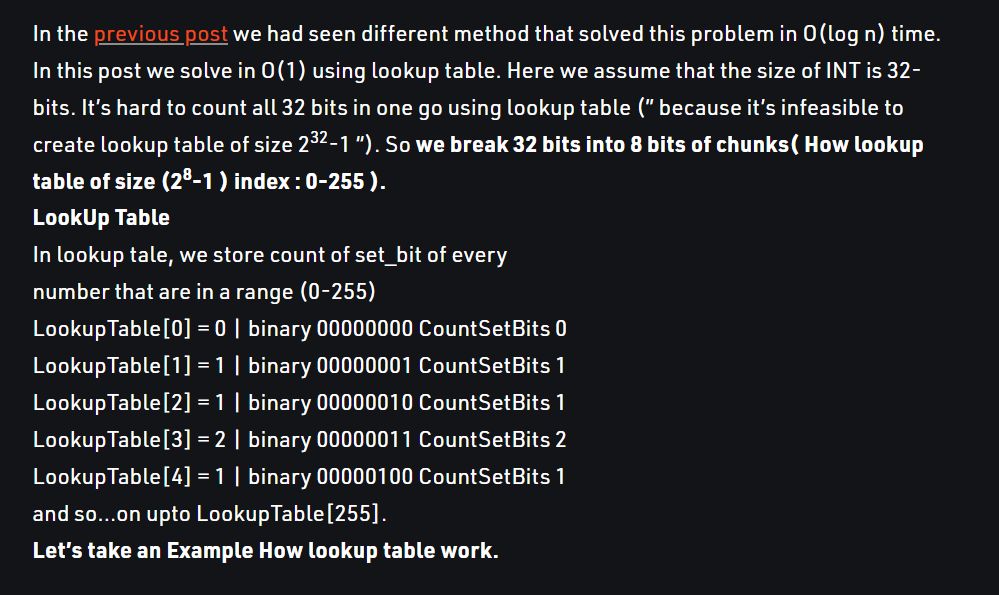 In the previous post we had seen different method that solved this problem in O(log n) time.
In this post we solve in O(1) using lookup table. Here we assume that the size of INT is 32-
bits. It’s hard to count all 32 bits in one go using lookup table (” because it’s infeasible to
create lookup table of size 2³²-1 “). So we break 32 bits into 8 bits of chunks( How lookup
table of size (2⁸-1 ) index : 0-255 ).
LookUp Table
In lookup tale, we store count of set_bit of every
number that are in a range (0-255)
LookupTable[0] = 0 | binary 00000000 CountSetBits 0
LookupTable[1] = 1 | binary 00000001 CountSetBits 1
LookupTable[2] = 1 | binary 00000010 CountSetBits 1
LookupTable[3] = 2 | binary 00000011 CountSetBits 2
LookupTable[4] = 1 | binary 00000100 CountSetBits 1
and so…on upto LookupTable[255].
Let’s take an Example How lookup table work.